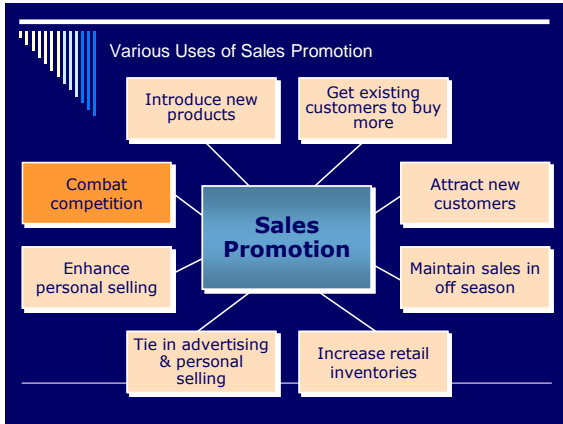 Various Uses of Sales Promotion
Introduce new
products
Get existing
customers to buy
more
Combat
competition
Attract new
customers
Sales
Promotion
Enhance
personal selling
Maintain sales in
off season
Tie in advertising
& personal
selling
Increase retail
inventories